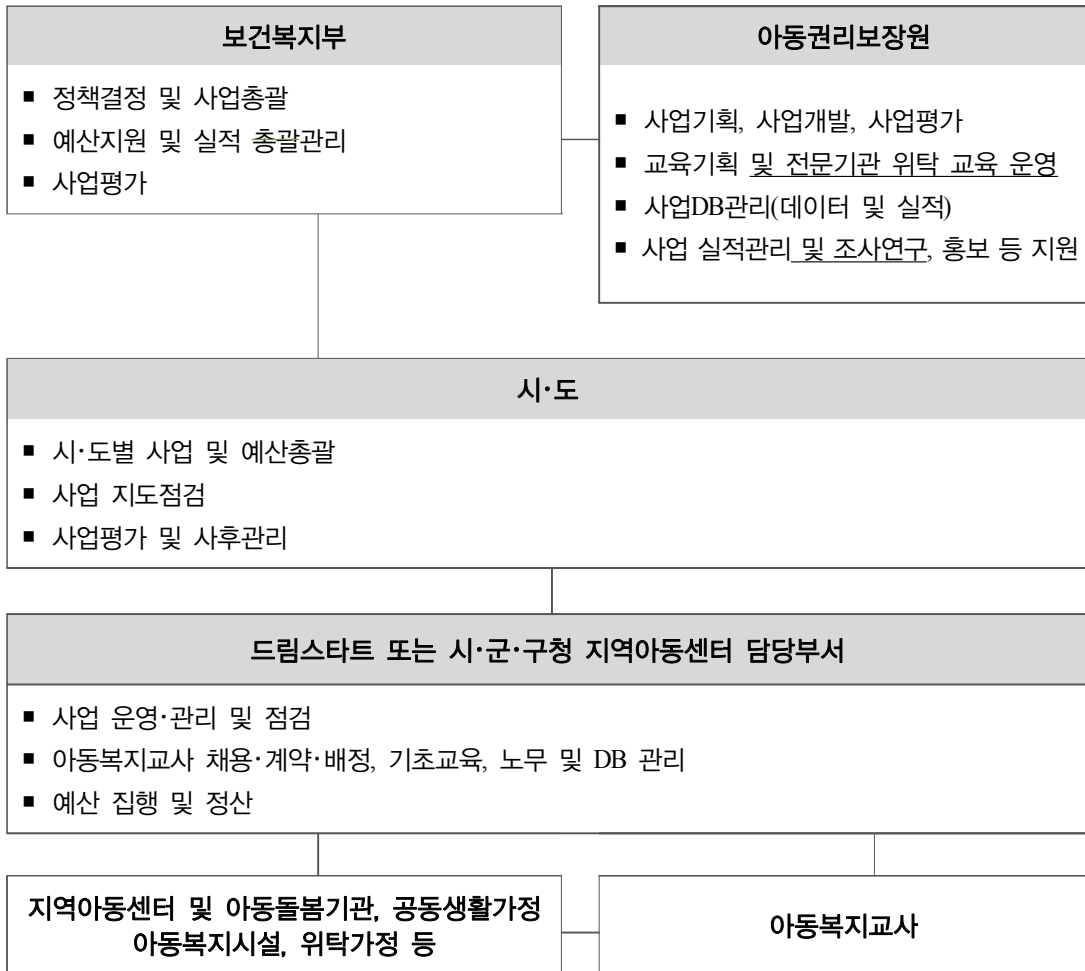 보건복지부
■ 정책결정 및 사업총괄
■ 예산지원 및 실적 총괄관리
■ 사업평가
아동권리보장원
■ 사업기획, 사업개발, 사업평가
■ 교육기획 및 전문기관 위탁 교육 운영
■ 사업DB관리(데이터 및 실적)
■ 사업 실적관리 및 조사연구, 홍보 등 지원
시·도
■ 시·도별 사업 및 예산총괄
■ 사업 지도점검
■ 사업평가 및 사후관리
드림스타트 또는 시·군·구청 지역아동센터 담당부서
■ 사업 운영·관리 및 점검
■ 아동복지교사 채용·계약·배정, 기초교육, 노무 및 DB 관리
■ 예산 집행 및 정산
지역아동센터 및 아동돌봄기관, 공동생활가정
아동복지시설, 위탁가정 등
아동복지교사